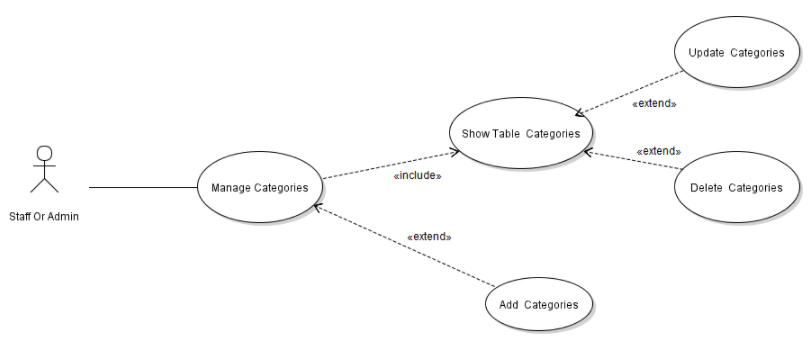 Update Categories
«extend»
Show Table Categories
«extend»
«include»
Manage Categories
Delete Categories
Staff Or Admin
«extend»
Add Categories